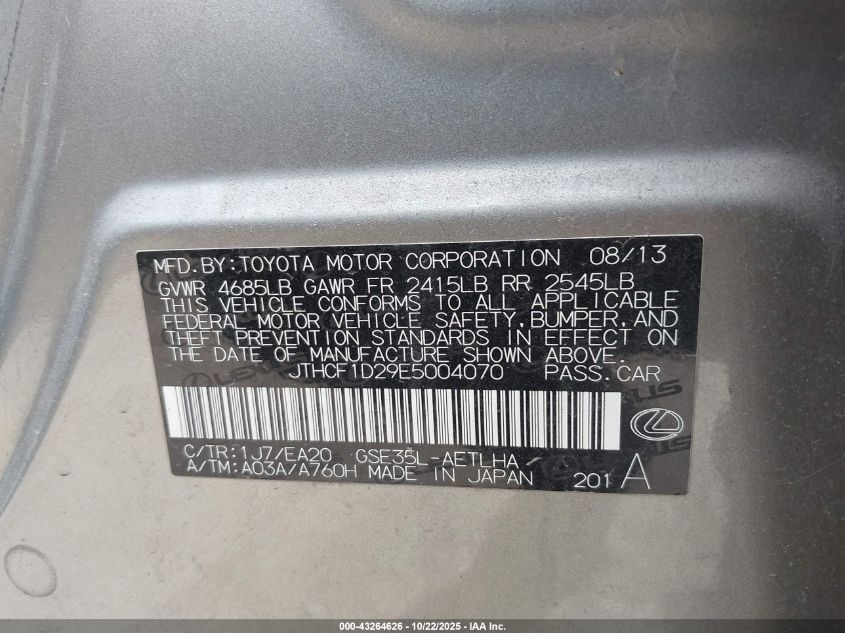 MFD. BY: TOYOTA MOTOR CORPORATION 08/13
GVWR 4685LB GAWR FR 2415LB RR 2545LB
THIS VEHICLE CONFORMS TO ALL APPLICABLE
FEDERAL MOTOR VEHICLE SAFETY, BUMPER, AND
THEFT PREVENTION STANDARDS IN EFFECT ON
THE DATE OF MANUFACTURE SHOWN ABOVE.
JTHCF1D29E5004070 PASS. CAR
C/TR: 1J7/EA20 GSE35L-AETLHA
A/TM: A03A/A760H MADE IN JAPAN 201 A
000-43264626 - 10/22/2025 - IAA Inc.